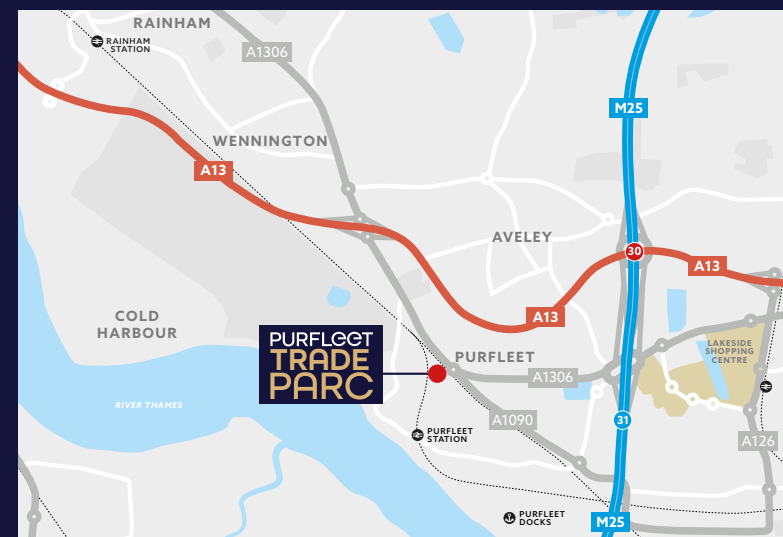 RAINHAM
RAINHAM
STATION
A1306
M25
WENNINGTON
A13
AVELEY
30
A13
A13
COLD
HARBOUR
PURFLEET
TRADE
PARC
PURFLEET
LAKESIDE
SHOPPING
CENTRE
A1306
RIVER THAMES
A1090
31
PURFLEET
STATION
A126
PURFLEET
DOCKS
M25